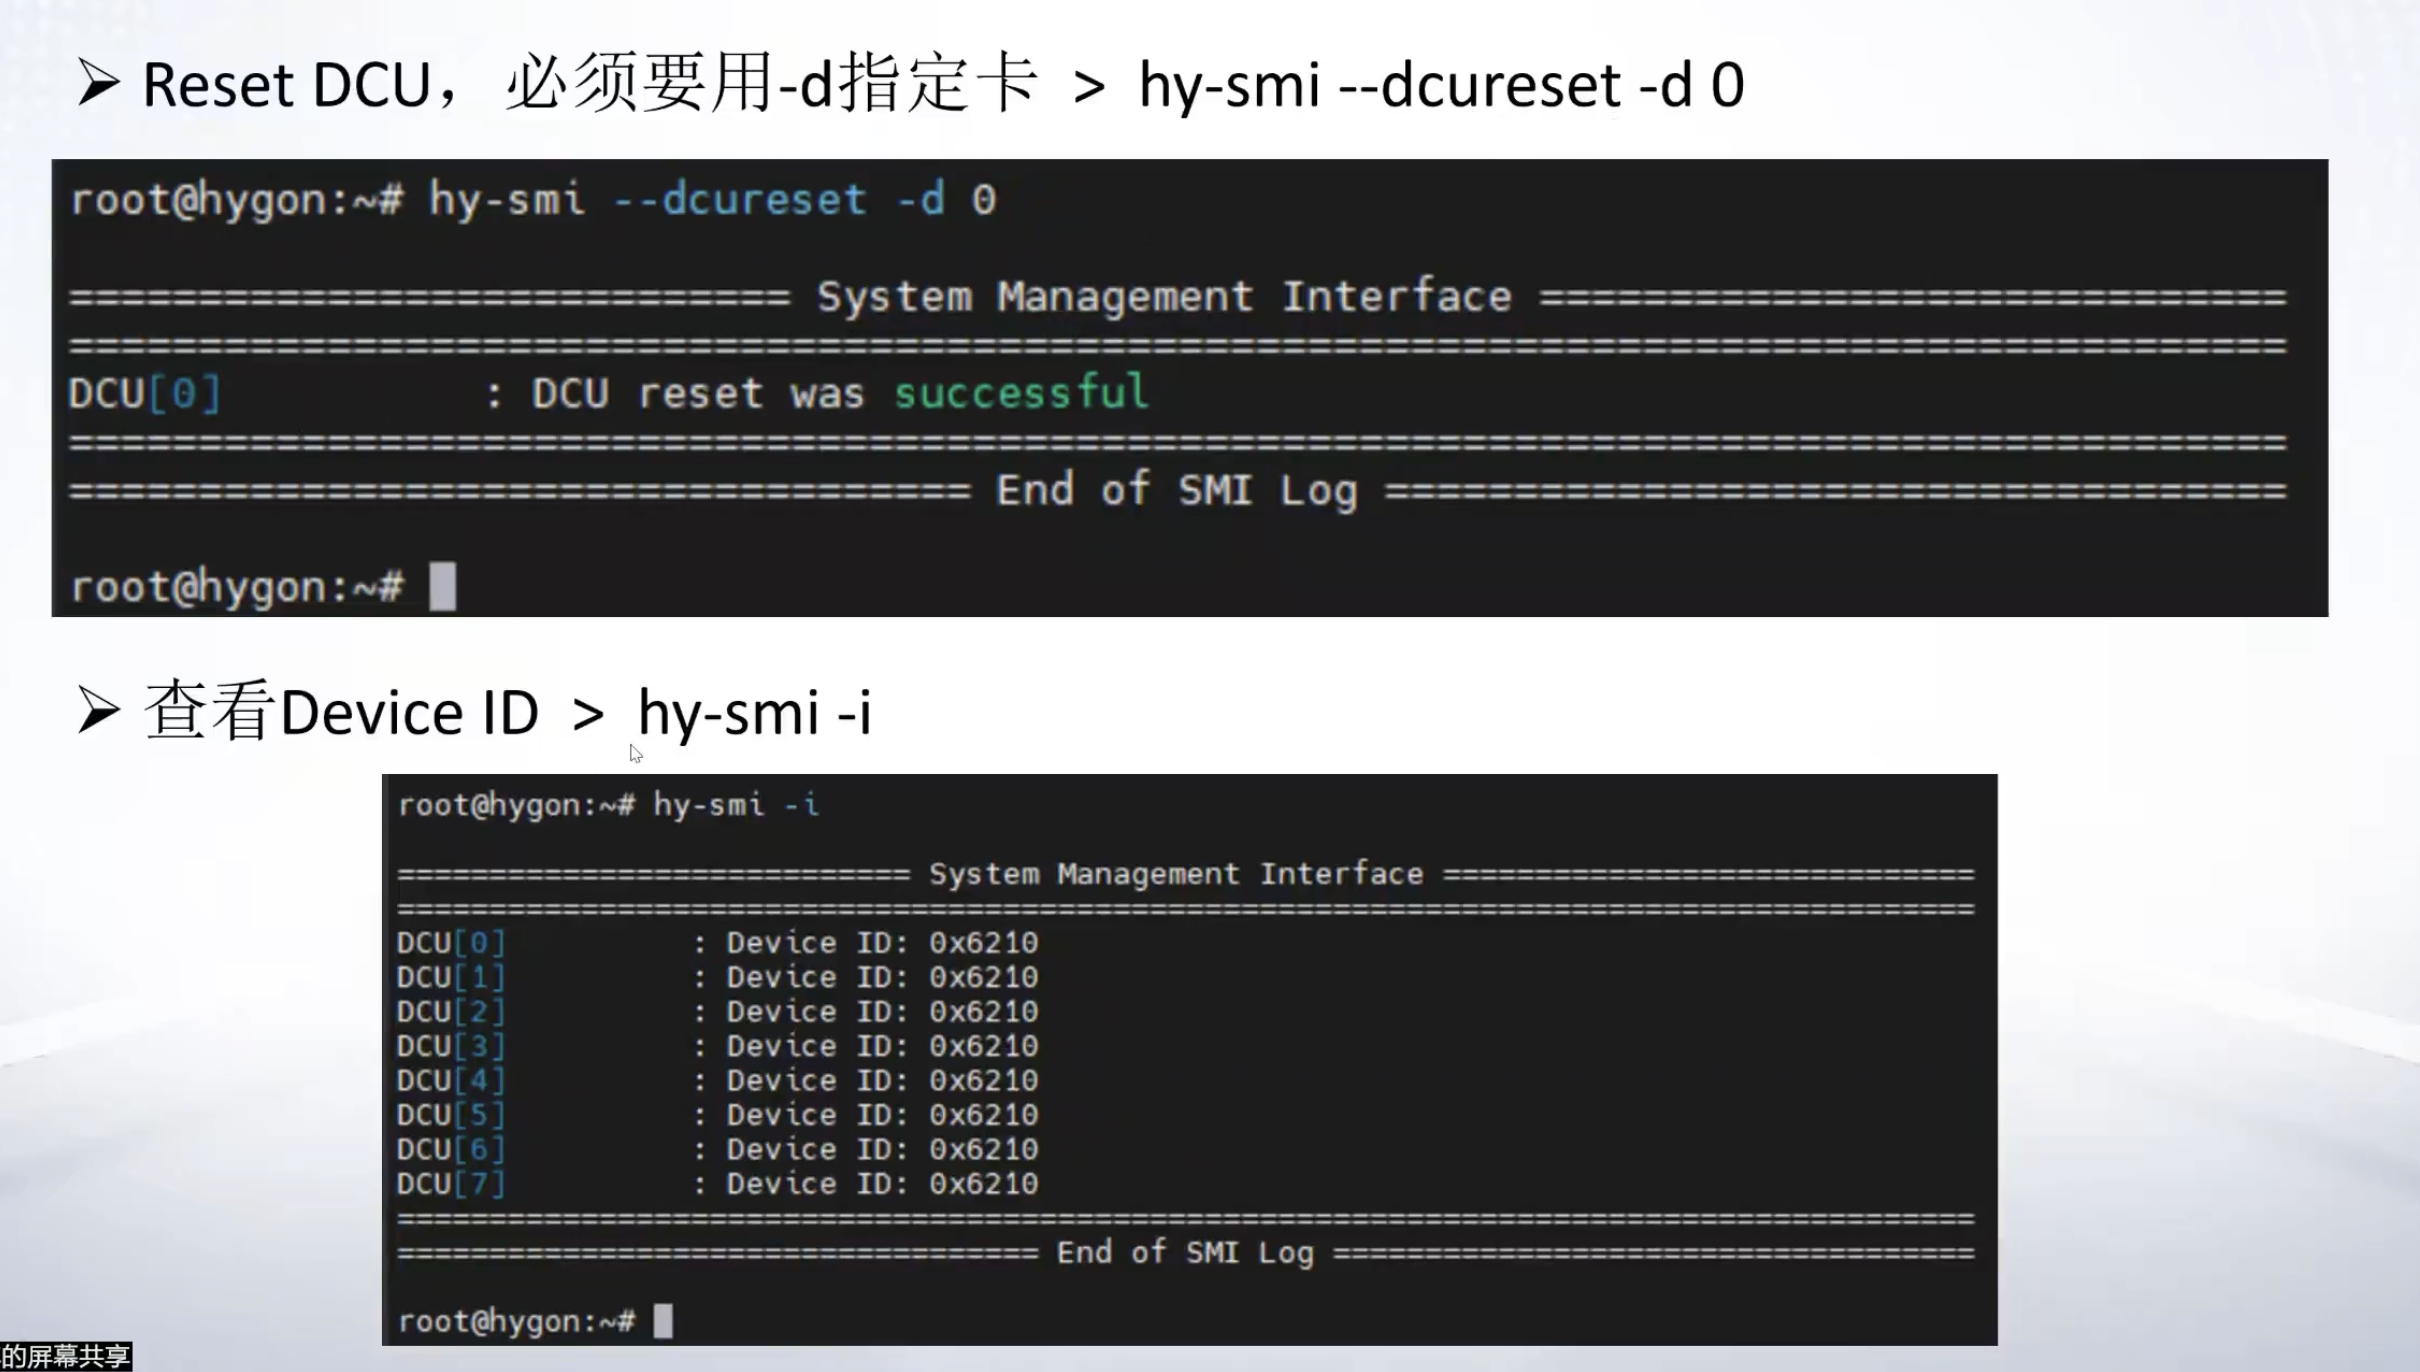 ➢ Reset DCU，必须要用-d指定卡 > hy-smi --dcureset -d 0
root@hygon:~# hy-smi --dcureset -d 0
============================ System Management Interface =============================
======================================================================================
DCU[0]          : DCU reset was successful
======================================================================================
=================================== End of SMI Log ===================================
root@hygon:~#
➢ 查看Device ID > hy-smi -i
root@hygon:~# hy-smi -i
============================ System Management Interface =============================
======================================================================================
DCU[0]          : Device ID: 0x6210
DCU[1]          : Device ID: 0x6210
DCU[2]          : Device ID: 0x6210
DCU[3]          : Device ID: 0x6210
DCU[4]          : Device ID: 0x6210
DCU[5]          : Device ID: 0x6210
DCU[6]          : Device ID: 0x6210
DCU[7]          : Device ID: 0x6210
======================================================================================
=================================== End of SMI Log ===================================
root@hygon:~#
的屏幕共享